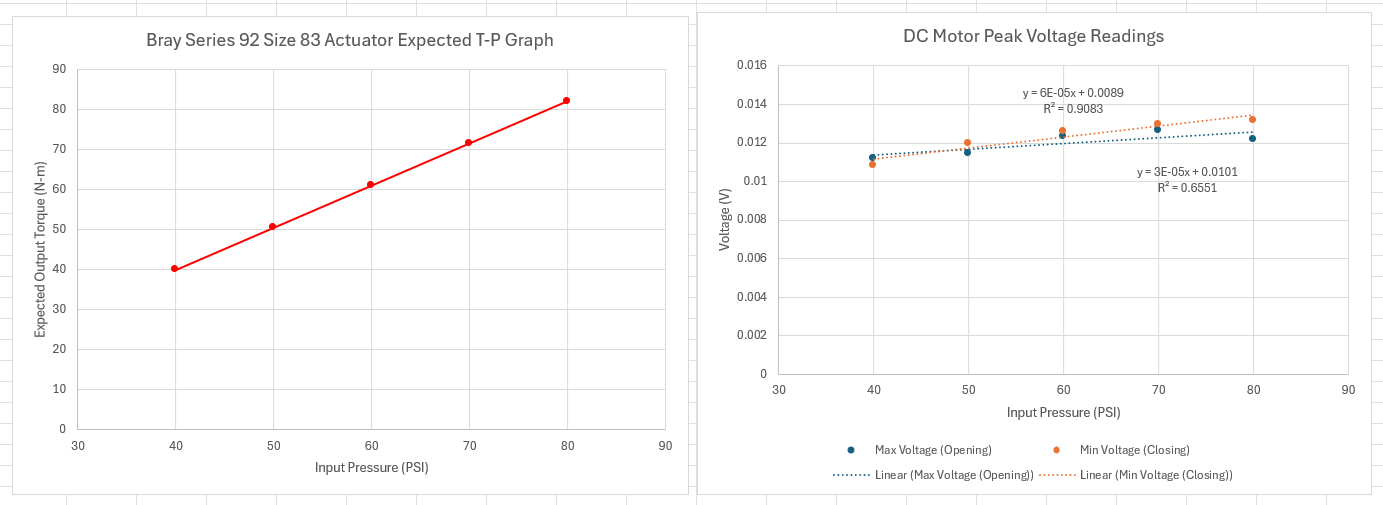 Bray Series 92 Size 83 Actuator Expected T-P Graph
90
80
70
60
50
40
30
20
10
0
Expected Output Torque (N-m)
30 40 50 60 70 80 90
Input Pressure (PSI)
DC Motor Peak Voltage Readings
0.016
0.014
0.012
0.01
0.008
0.006
0.004
0.002
0
Voltage (V)
y = 6E-05x + 0.0089
R² = 0.9083
y = 3E-05x + 0.0101
R² = 0.6551
30 40 50 60 70 80 90
Input Pressure (PSI)
Max Voltage (Opening) Min Voltage (Closing)
Linear (Max Voltage (Opening)) Linear (Min Voltage (Closing))